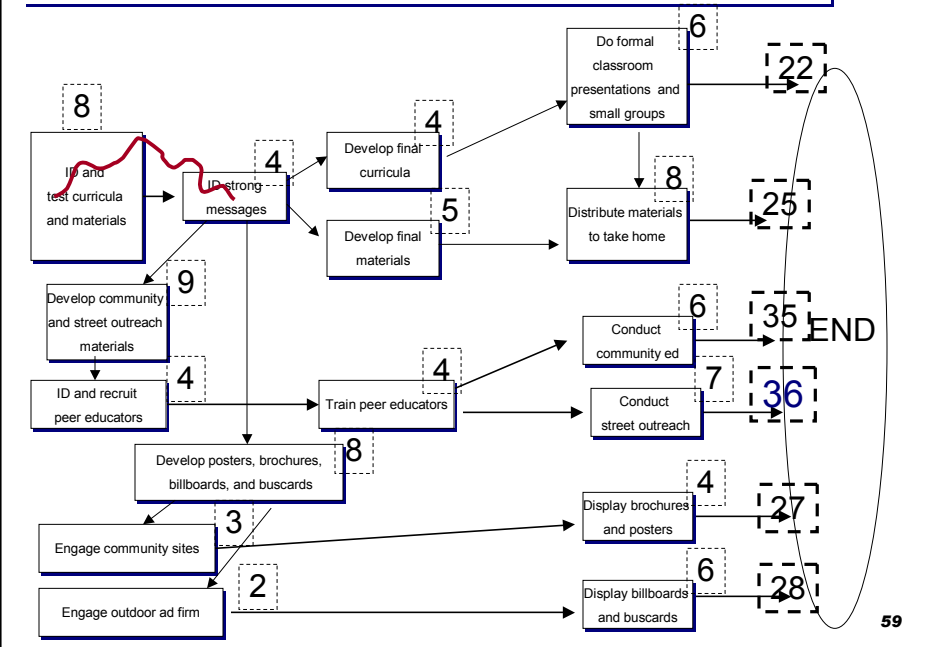 6
Do formal
classroom
presentations and
small groups
22
8
ID and
test curricula
and materials
4
ID strong
messages
4
Develop final
curricula
5
Develop final
materials
8
Distribute materials
to take home
25
9
Develop community
and street outreach
materials
6
Conduct
community ed
35
END
4
ID and recruit
peer educators
4
Train peer educators
7
Conduct
street outreach
36
8
Develop posters, brochures,
billboards, and buscards
3
Engage community sites
4
Display brochures
and posters
27
2
Engage outdoor ad firm
6
Display billboards
and buscards
28
59